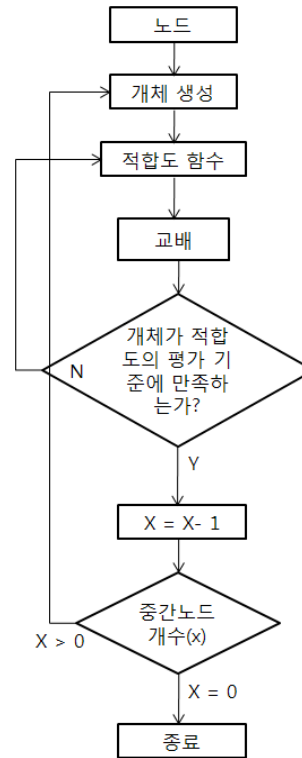 노드
개체 생성
적합도 함수
교배
개체가 적합
도의 평가 기
준에 만족하
는가?
N
Y
X = X- 1
중간노드
개수(x)
X > 0
X = 0
종료